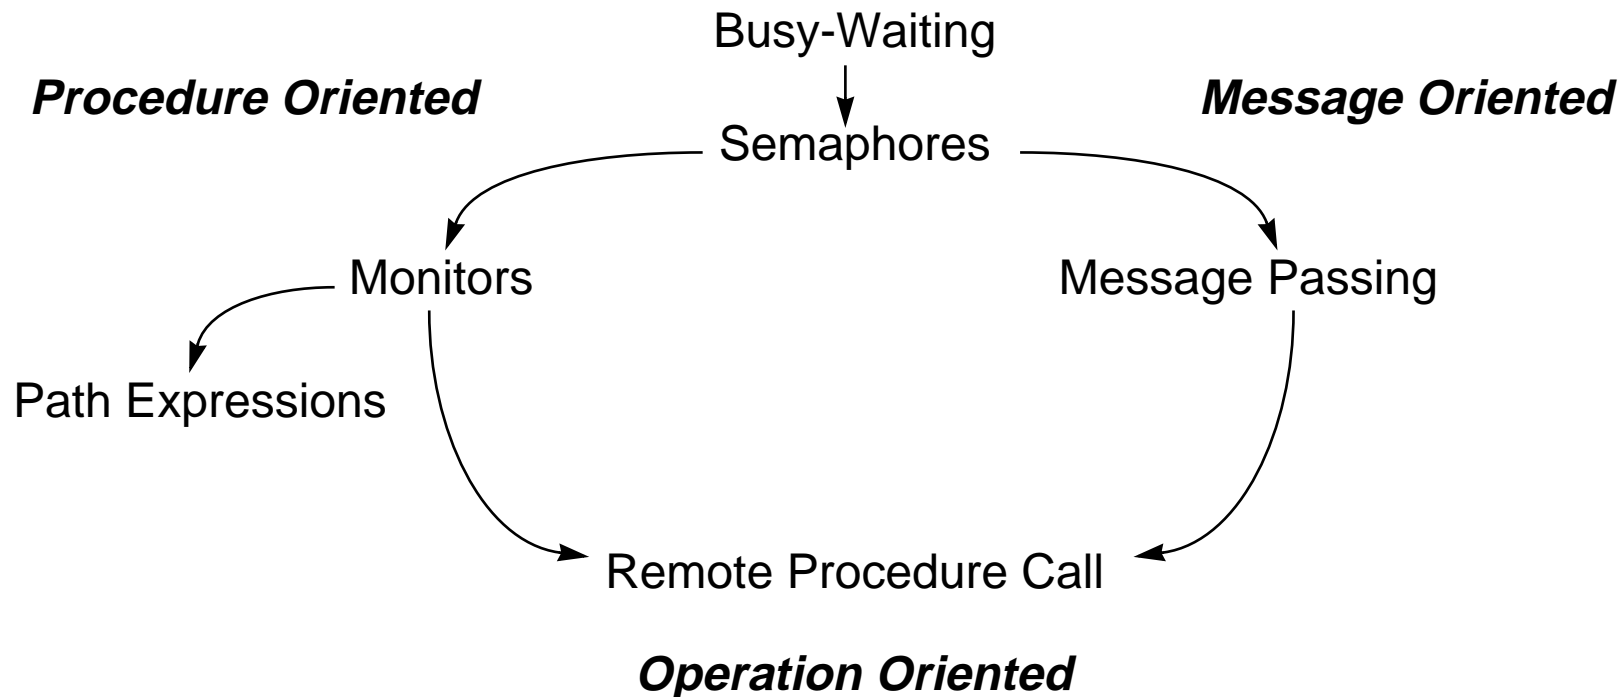 Busy-Waiting
Procedure Oriented
Message Oriented
Semaphores
Monitors
Message Passing
Path Expressions
Remote Procedure Call
Operation Oriented